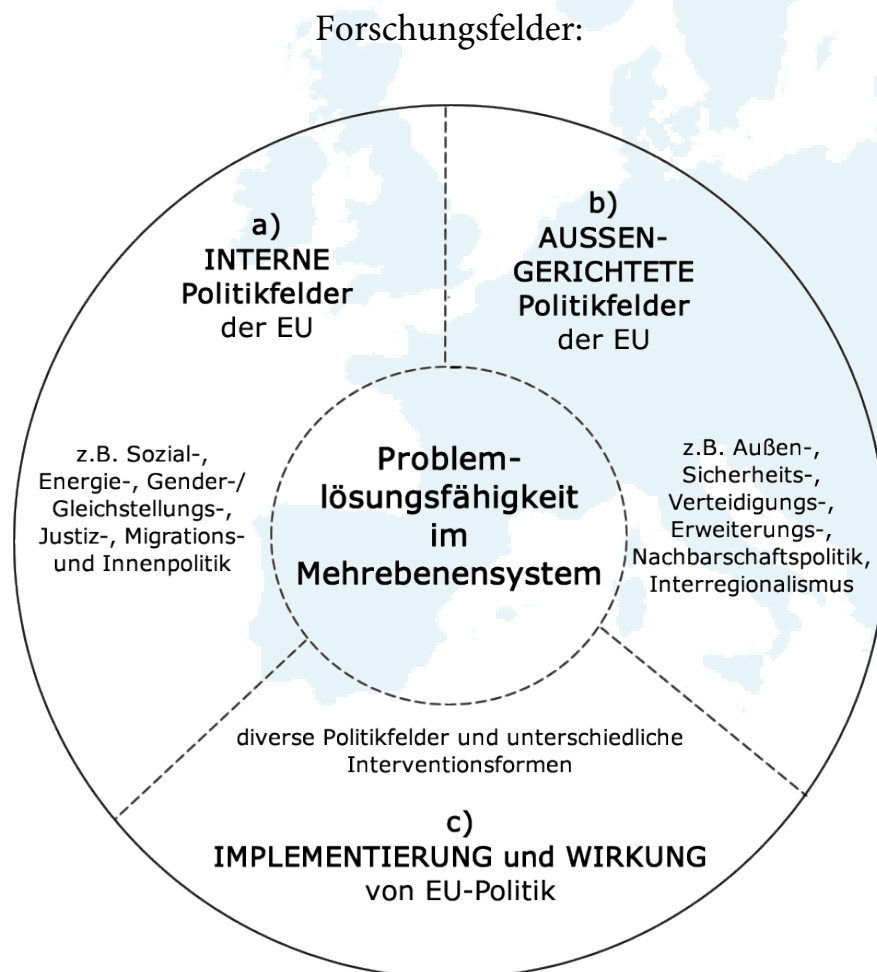 Forschungsfelder:
a)
INTERNE
Politikfelder
der EU
z.B. Sozial-,
Energie-, Gender-/
Gleichstellungs-,
Justiz-, Migrations-
und Innenpolitik
b)
AUSSEN-
GERICHTETE
Politikfelder
der EU
z.B. Außen-,
Sicherheits-,
Verteidigungs-,
Erweiterungs-,
Nachbarschaftspolitik,
Interregionalismus
Problem-
lösungsfähigkeit
im
Mehrebenensystem
diverse Politikfelder und unterschiedliche
Interventionsformen
c)
IMPLEMENTIERUNG und WIRKUNG
von EU-Politik